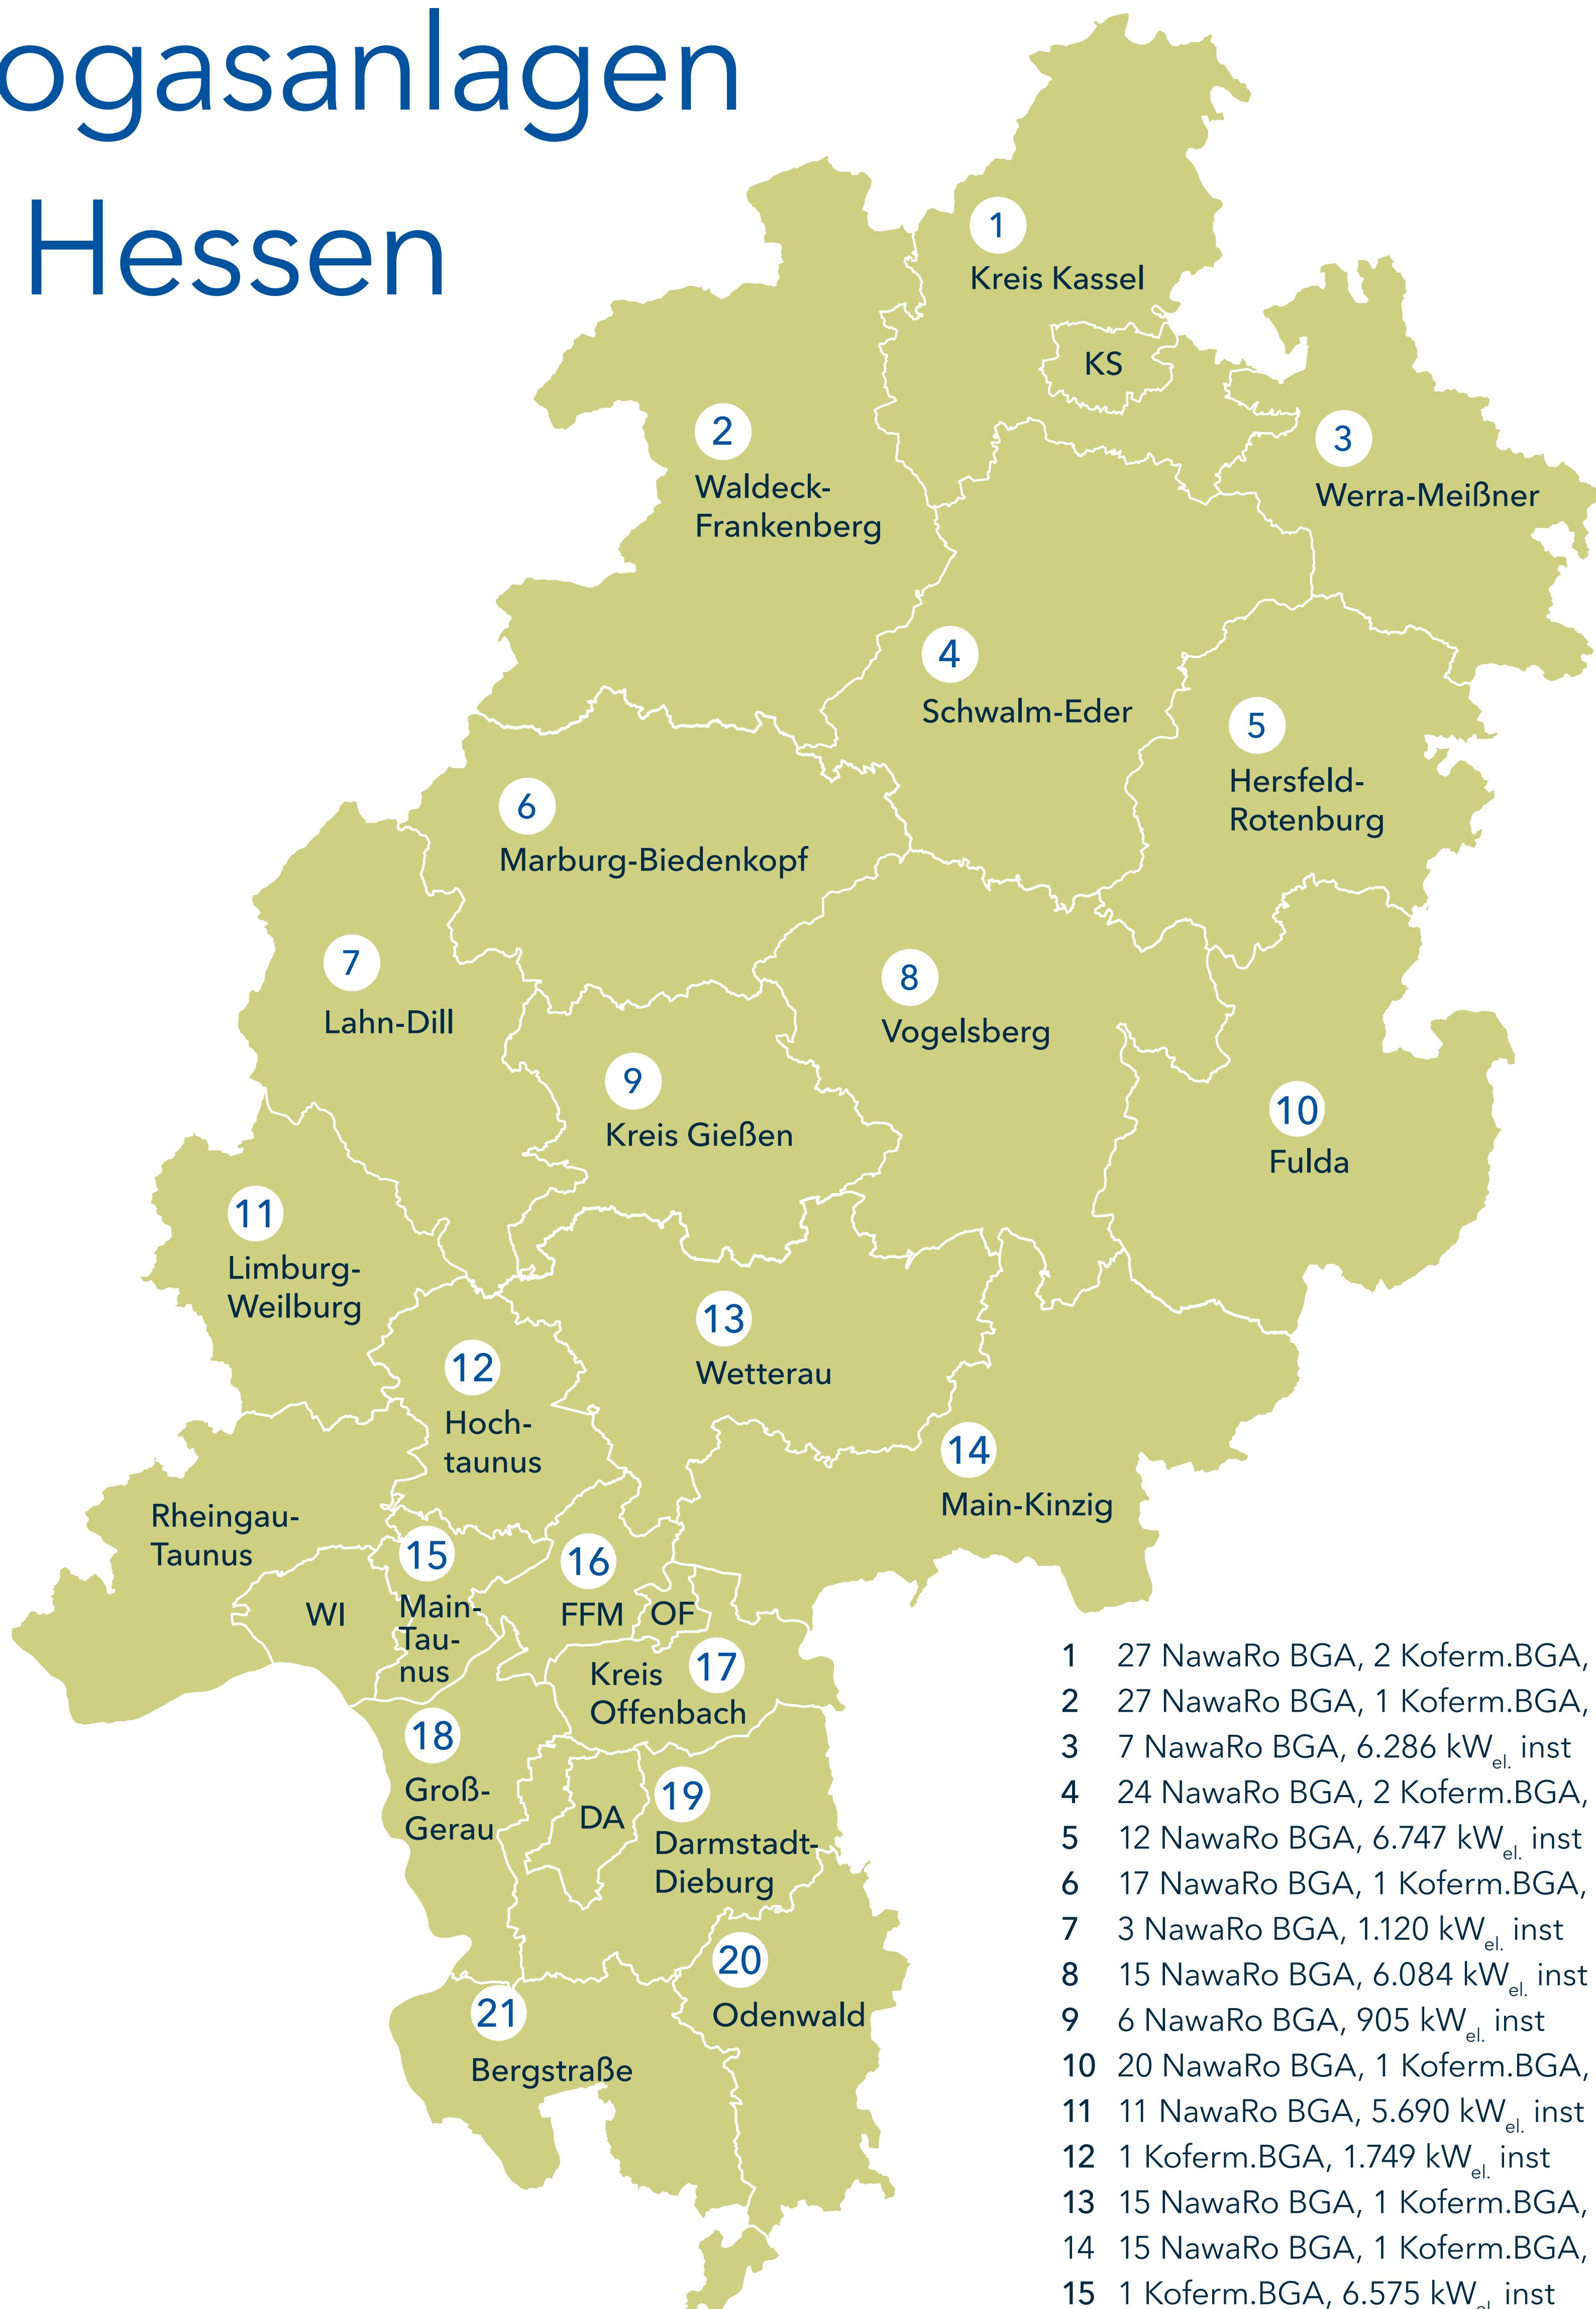 ogasanlagen
Hessen
1
Kreis Kassel
KS
2
Waldeck-
Frankenberg
3
Werra-Meißner
4
Schwalm-Eder
5
Hersfeld-
Rotenburg
6
Marburg-Biedenkopf
7
Lahn-Dill
8
Vogelsberg
9
Kreis Gießen
10
Fulda
11
Limburg-
Weilburg
12
Hoch-
taunus
13
Wetterau
14
Main-Kinzig
Rheingau-
Taunus
WI
15
Main-
Tau-
nus
16
FFM
OF
17
Kreis
Offenbach
18
Groß-
Gerau
DA
19
Darmstadt-
Dieburg
20
Odenwald
21
Bergstraße
1 27 NawaRo BGA, 2 Koferm.BGA,
2 27 NawaRo BGA, 1 Koferm.BGA,
3 7 NawaRo BGA, 6.286 kWel. inst
4 24 NawaRo BGA, 2 Koferm.BGA,
5 12 NawaRo BGA, 6.747 kWel. inst
6 17 NawaRo BGA, 1 Koferm.BGA,
7 3 NawaRo BGA, 1.120 kWel. inst
8 15 NawaRo BGA, 6.084 kWel. inst
9 6 NawaRo BGA, 905 kWel. inst
10 20 NawaRo BGA, 1 Koferm.BGA,
11 11 NawaRo BGA, 5.690 kWel. inst
12 1 Koferm.BGA, 1.749 kWel. inst
13 15 NawaRo BGA, 1 Koferm.BGA,
14 15 NawaRo BGA, 1 Koferm.BGA,
15 1 Koferm.BGA, 6.575 kWel. inst